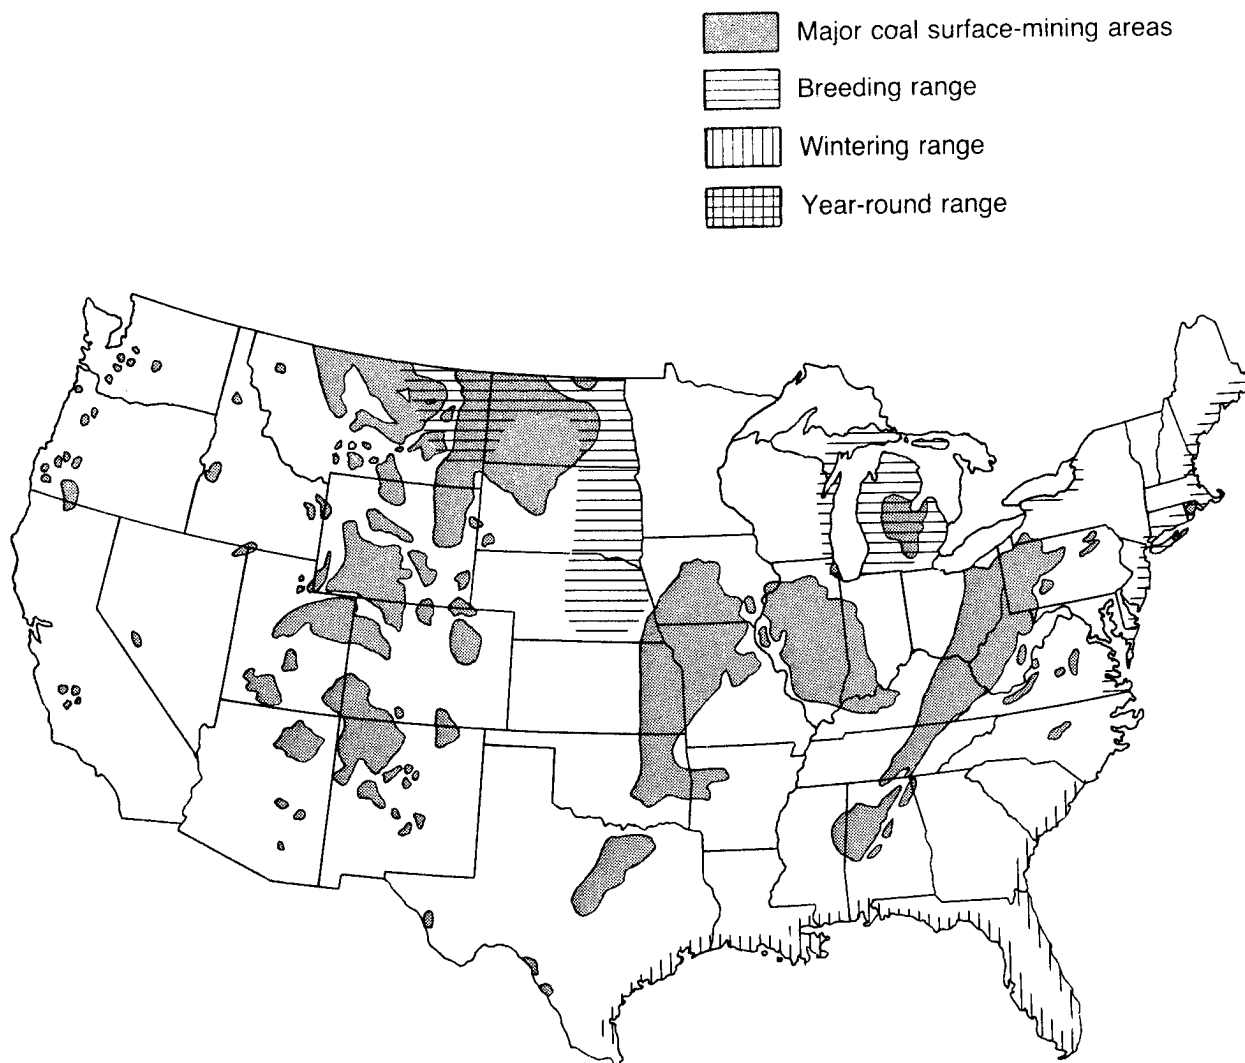 Major coal surface-mining areas
Breeding range
Wintering range
Year-round range